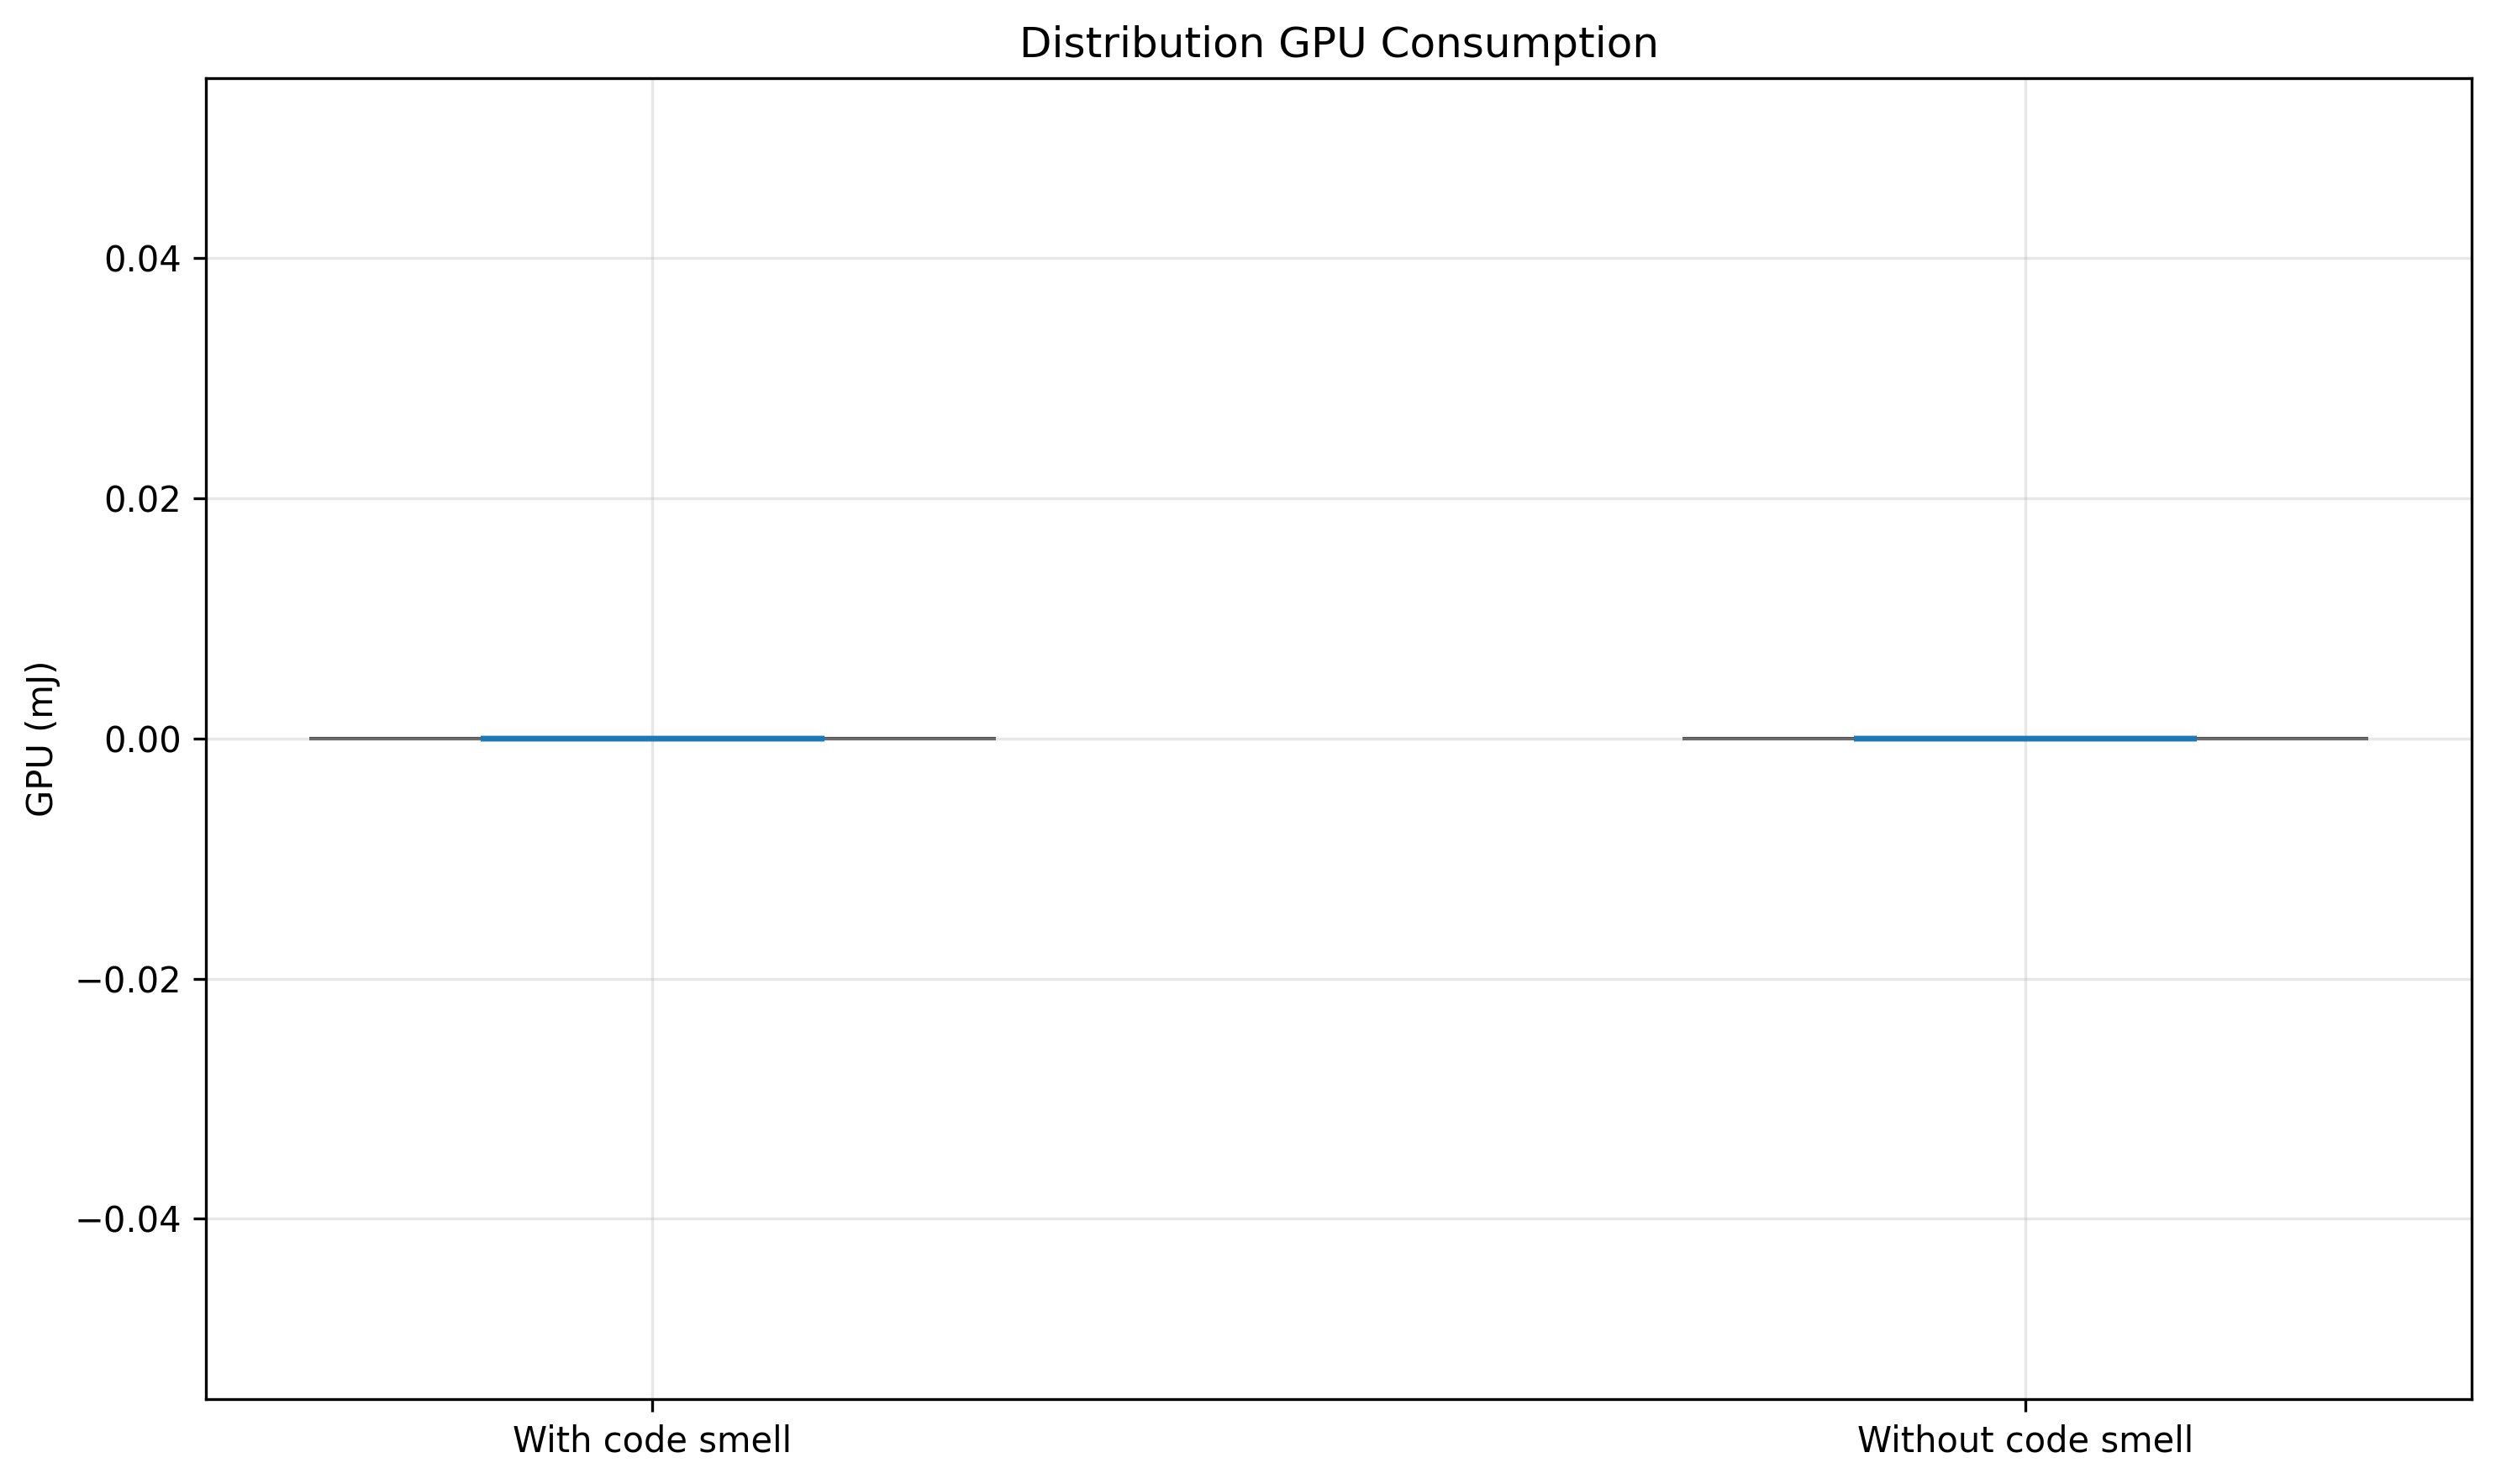 Distribution GPU Consumption
GPU (mJ)
0.04
0.02
0.00
−0.02
−0.04
With code smell
Without code smell